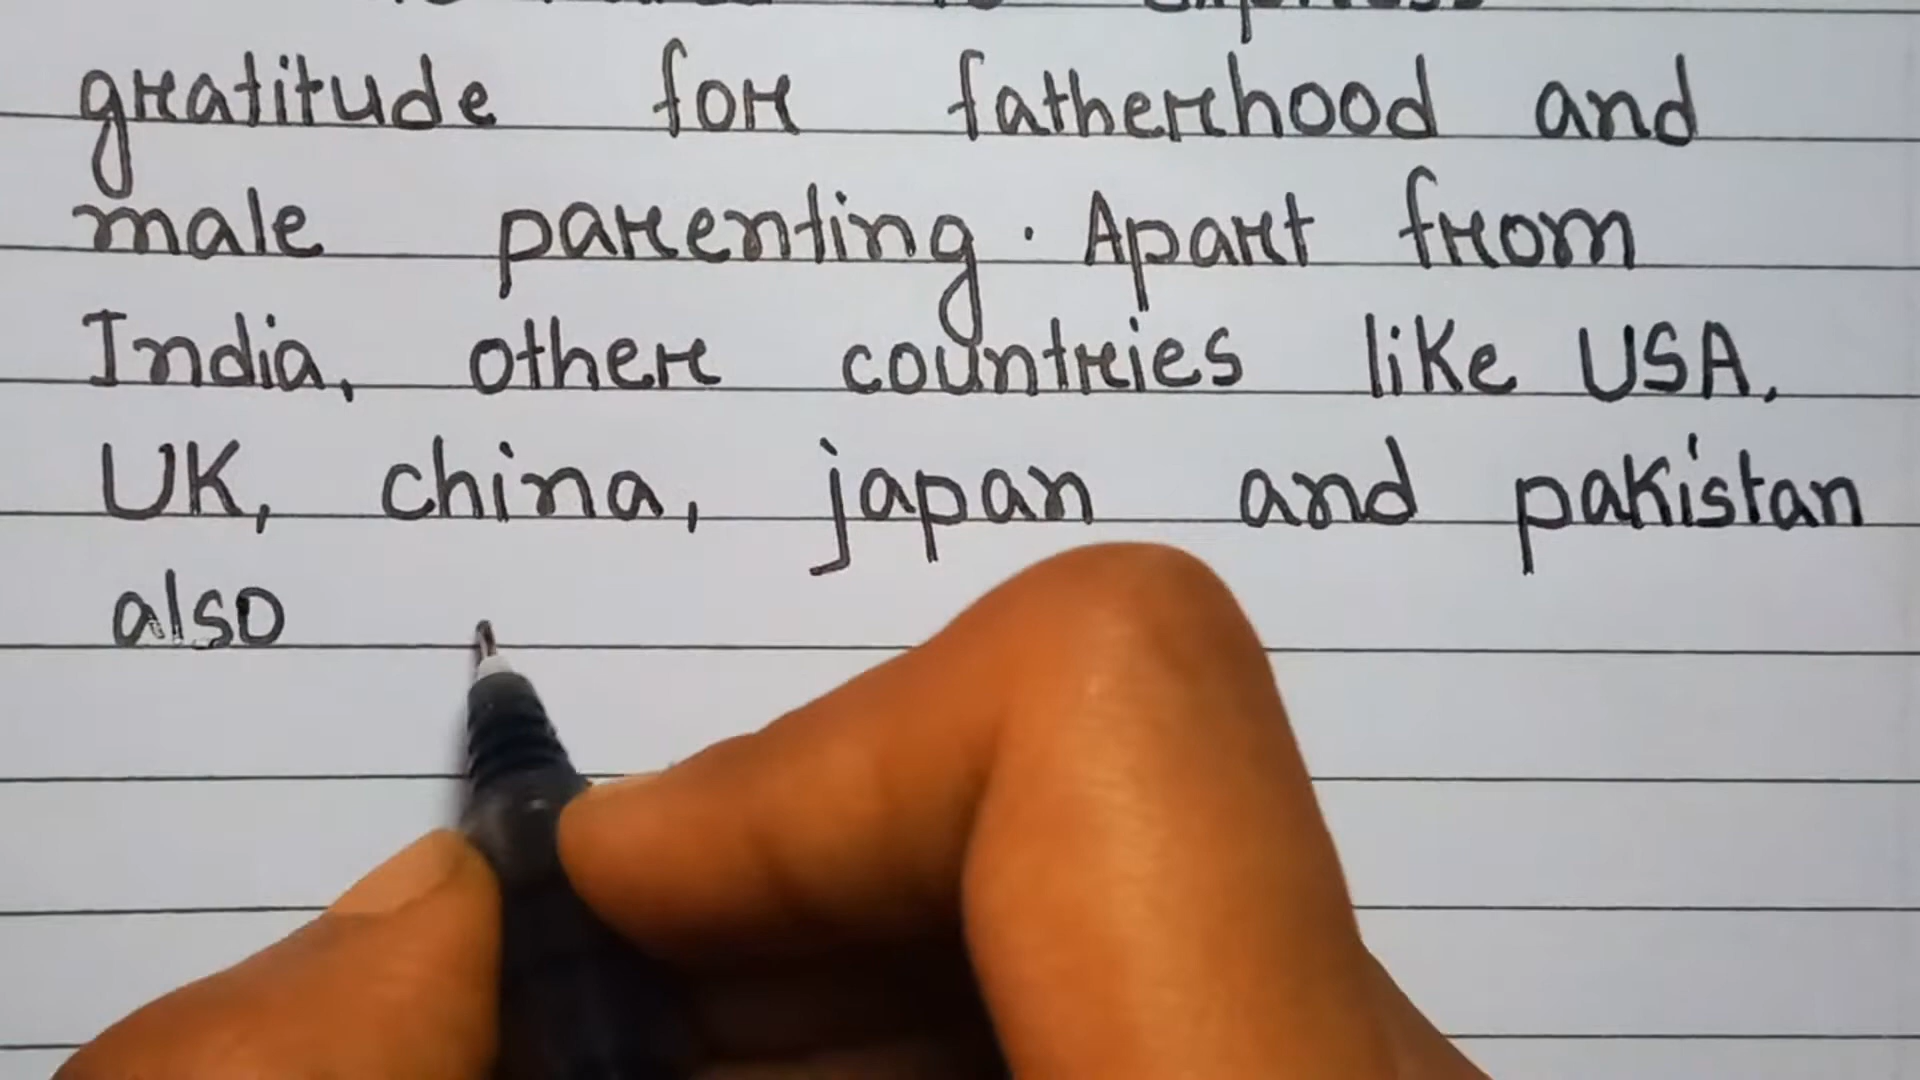 gratitude for fatherhood and
male parenting. Apart from
India, other countries like USA,
UK, china, japan and pakistan
also